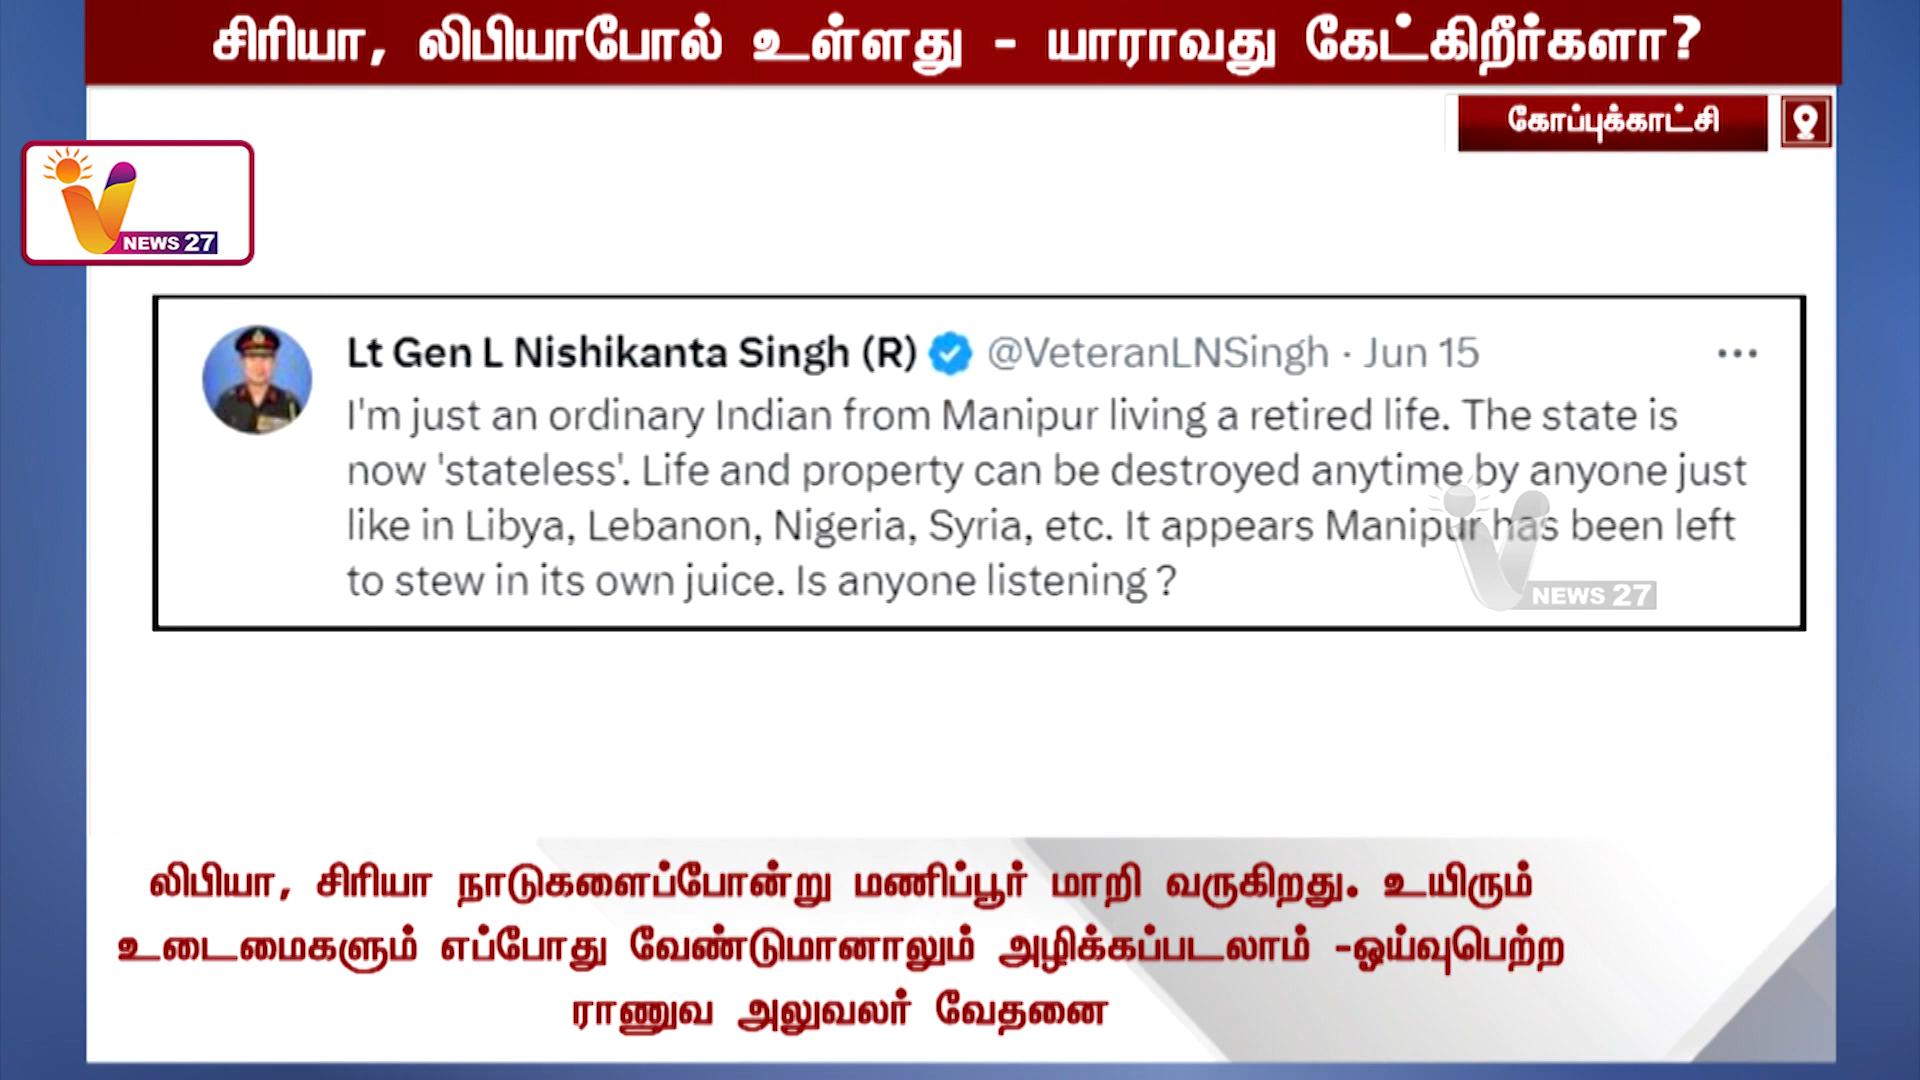 சிரியா, லிபியாபோல் உள்ளது - யாராவது கேட்கிறீர்களா?
கோப்புக்காட்சி
NEWS 27
Lt Gen L Nishikanta Singh (R) @VeteranLNSingh · Jun 15
I'm just an ordinary Indian from Manipur living a retired life. The state is
now 'stateless'. Life and property can be destroyed anytime by anyone just
like in Libya, Lebanon, Nigeria, Syria, etc. It appears Manipur has been left
to stew in its own juice. Is anyone listening ?
NEWS 27
லிபியா, சிரியா நாடுகளைப்போன்று மணிப்பூர் மாறி வருகிறது. உயிரும்
உடைமைகளும் எப்போது வேண்டுமானாலும் அழிக்கப்படலாம் -ஓய்வுபெற்ற
ராணுவ அலுவலர் வேதனை